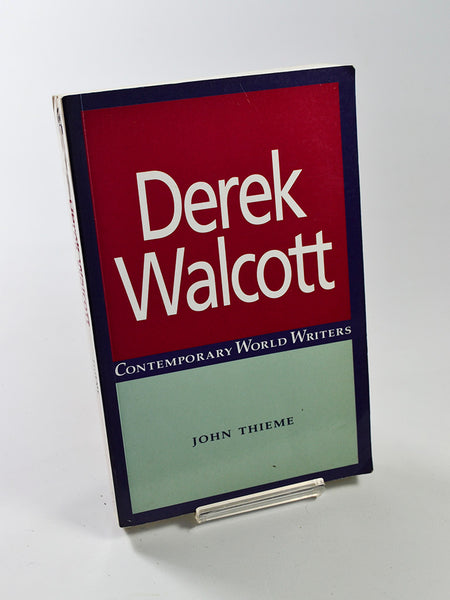 Derek
Walcott
CONTEMPORARY WORLD WRITERS
JOHN THIEME